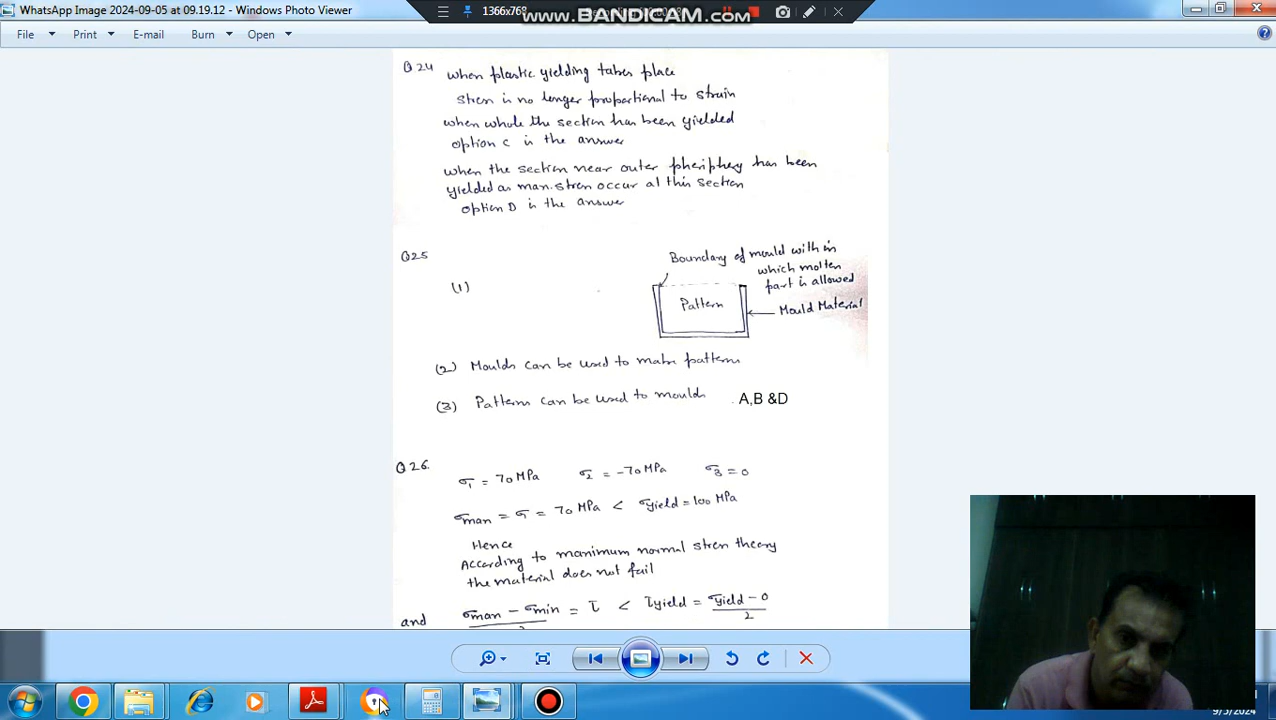 WhatsApp Image 2024-09-05 at 09.19.12 - Windows Photo Viewer
1366x768
www.BANDICAM.com
File Print E-mail Burn Open
Q24 when plastic yielding takes place
stress is no longer proportional to strain
when whole the section has been yielded
option C is the answer
when the section near outer pheriphery has been
yielded as max. stress occur at this section
option D is the answer
Q25
Boundary of mould with in
which molten
part is allowed
(1)
Pattern
Mould Material
(2) Moulds can be used to make pattern
(3) Pattern can be used to moulds A,B &D
Q26.
σ1 = 70 MPa σ2 = -70 MPa σ3 = 0
σmax = σ1 = 70 MPa < σyield = 100 MPa
Hence
According to maximum normal stress theory
the material does not fail
and σmax - σmin = τ < τyield = σyield - 0
2 2